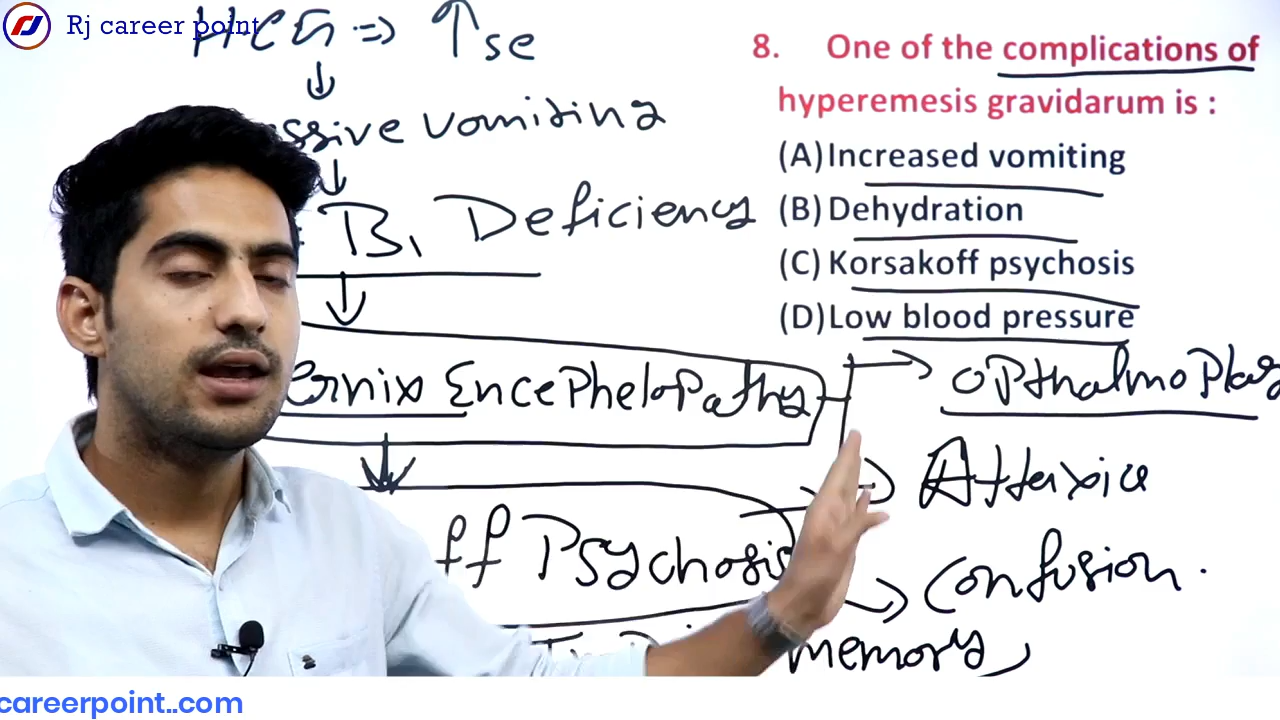 Rj career point
HCG => ↑se
↓
ssive vomiting
↓
B₁ Deficiency
↓
ernix EncePheloPathy
↓
ff Psychosis
memory
8. One of the complications of
hyperemesis gravidarum is :
(A) Increased vomiting
(B) Dehydration
(C) Korsakoff psychosis
(D) Low blood pressure
→ oPthalmoPle
→ Attaxia
→ confusion.
careerpoint..com